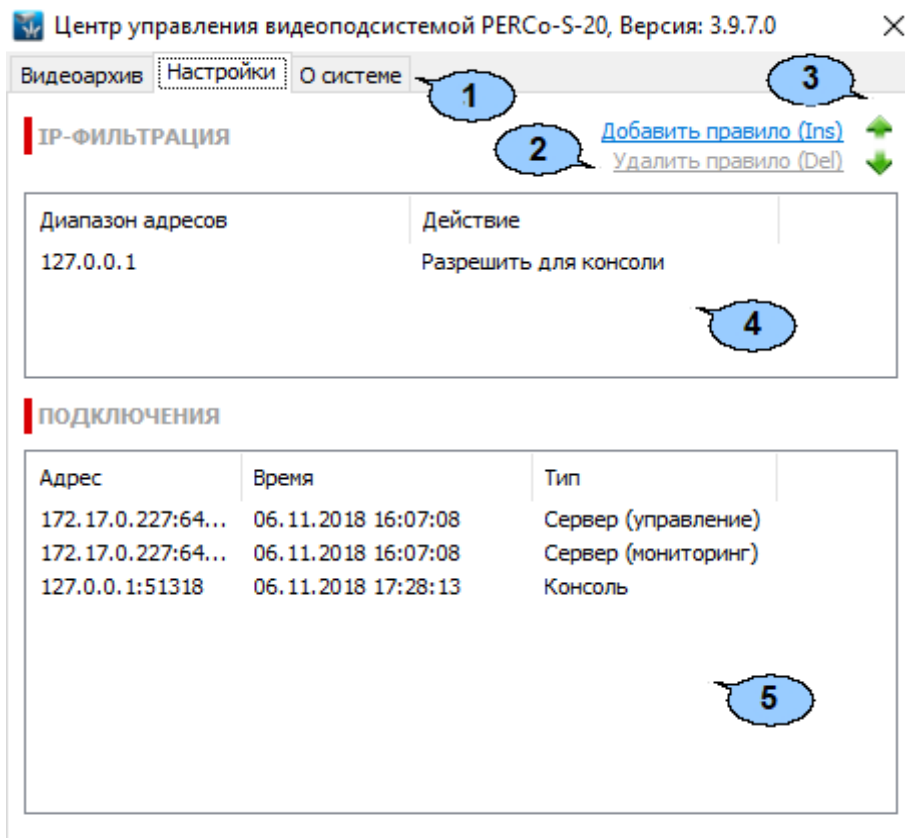 Центр управления видеоподсистемой PERCo-S-20, Версия: 3.9.7.0
Видеоархив Настройки О системе
1
3
IP-ФИЛЬТРАЦИЯ
2
Добавить правило (Ins)
Удалить правило (Del)
Диапазон адресов Действие
127.0.0.1 Разрешить для консоли
4
ПОДКЛЮЧЕНИЯ
Адрес Время Тип
172.17.0.227:64... 06.11.2018 16:07:08 Сервер (управление)
172.17.0.227:64... 06.11.2018 16:07:08 Сервер (мониторинг)
127.0.0.1:51318 06.11.2018 17:28:13 Консоль
5